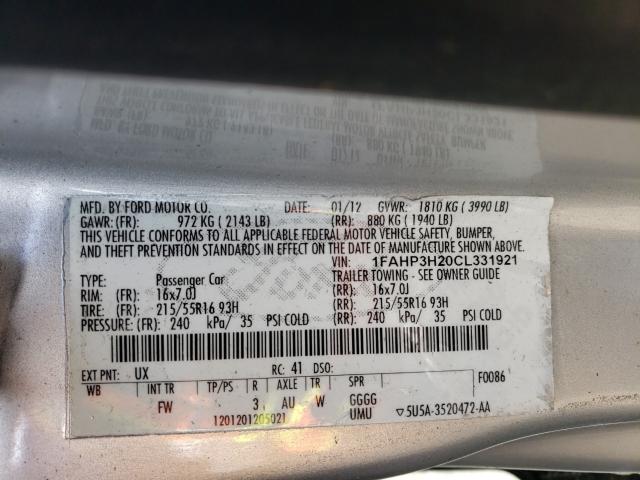 MFD. BY FORD MOTOR CO. DATE: 01/12 GVWR: 1810 KG ( 3990 LB)
GAWR: (FR): 972 KG ( 2143 LB) (RR): 880 KG ( 1940 LB)
THIS VEHICLE CONFORMS TO ALL APPLICABLE FEDERAL MOTOR VEHICLE SAFETY, BUMPER,
AND THEFT PREVENTION STANDARDS IN EFFECT ON THE DATE OF MANUFACTURE SHOWN ABOVE.
VIN: 1FAHP3H20CL331921
TYPE: Passenger Car TRAILER TOWING - SEE OWNER GUIDE
RIM: (FR) 16x7.0J (RR): 16x7.0J
TIRE: (FR) 215/55R16 93H (RR): 215/55R16 93H
PRESSURE: (FR): 240 kPa/ 35 PSI COLD (RR): 240 kPa/ 35 PSI COLD
EXT PNT: UX RC: 41 DSO:
WB INT TR TP/PS R AXLE TR SPR F0086
FW 3 AU W GGGG
1201201205021 UMU ▽5U5A-3520472-AA